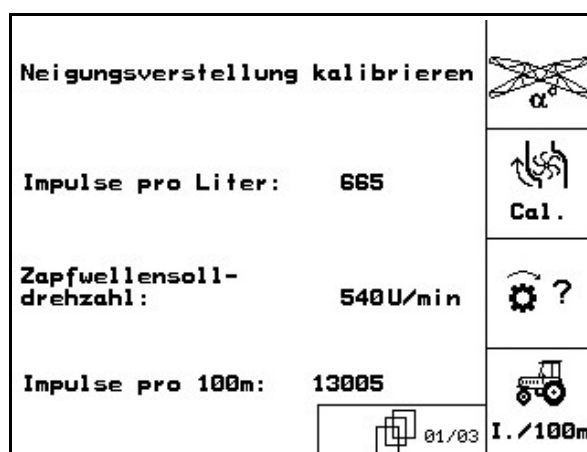 Neigungsverstellung kalibrieren
α
Impulse pro Liter: 665
Cal.
Zapfwellensoll-
drehzahl: 540U/min
?
Impulse pro 100m: 13005
01/03
I./100m